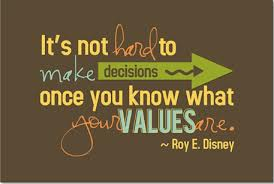 It's not hard to
make decisions
once you know what
your VALUES are.
~ Roy E. Disney